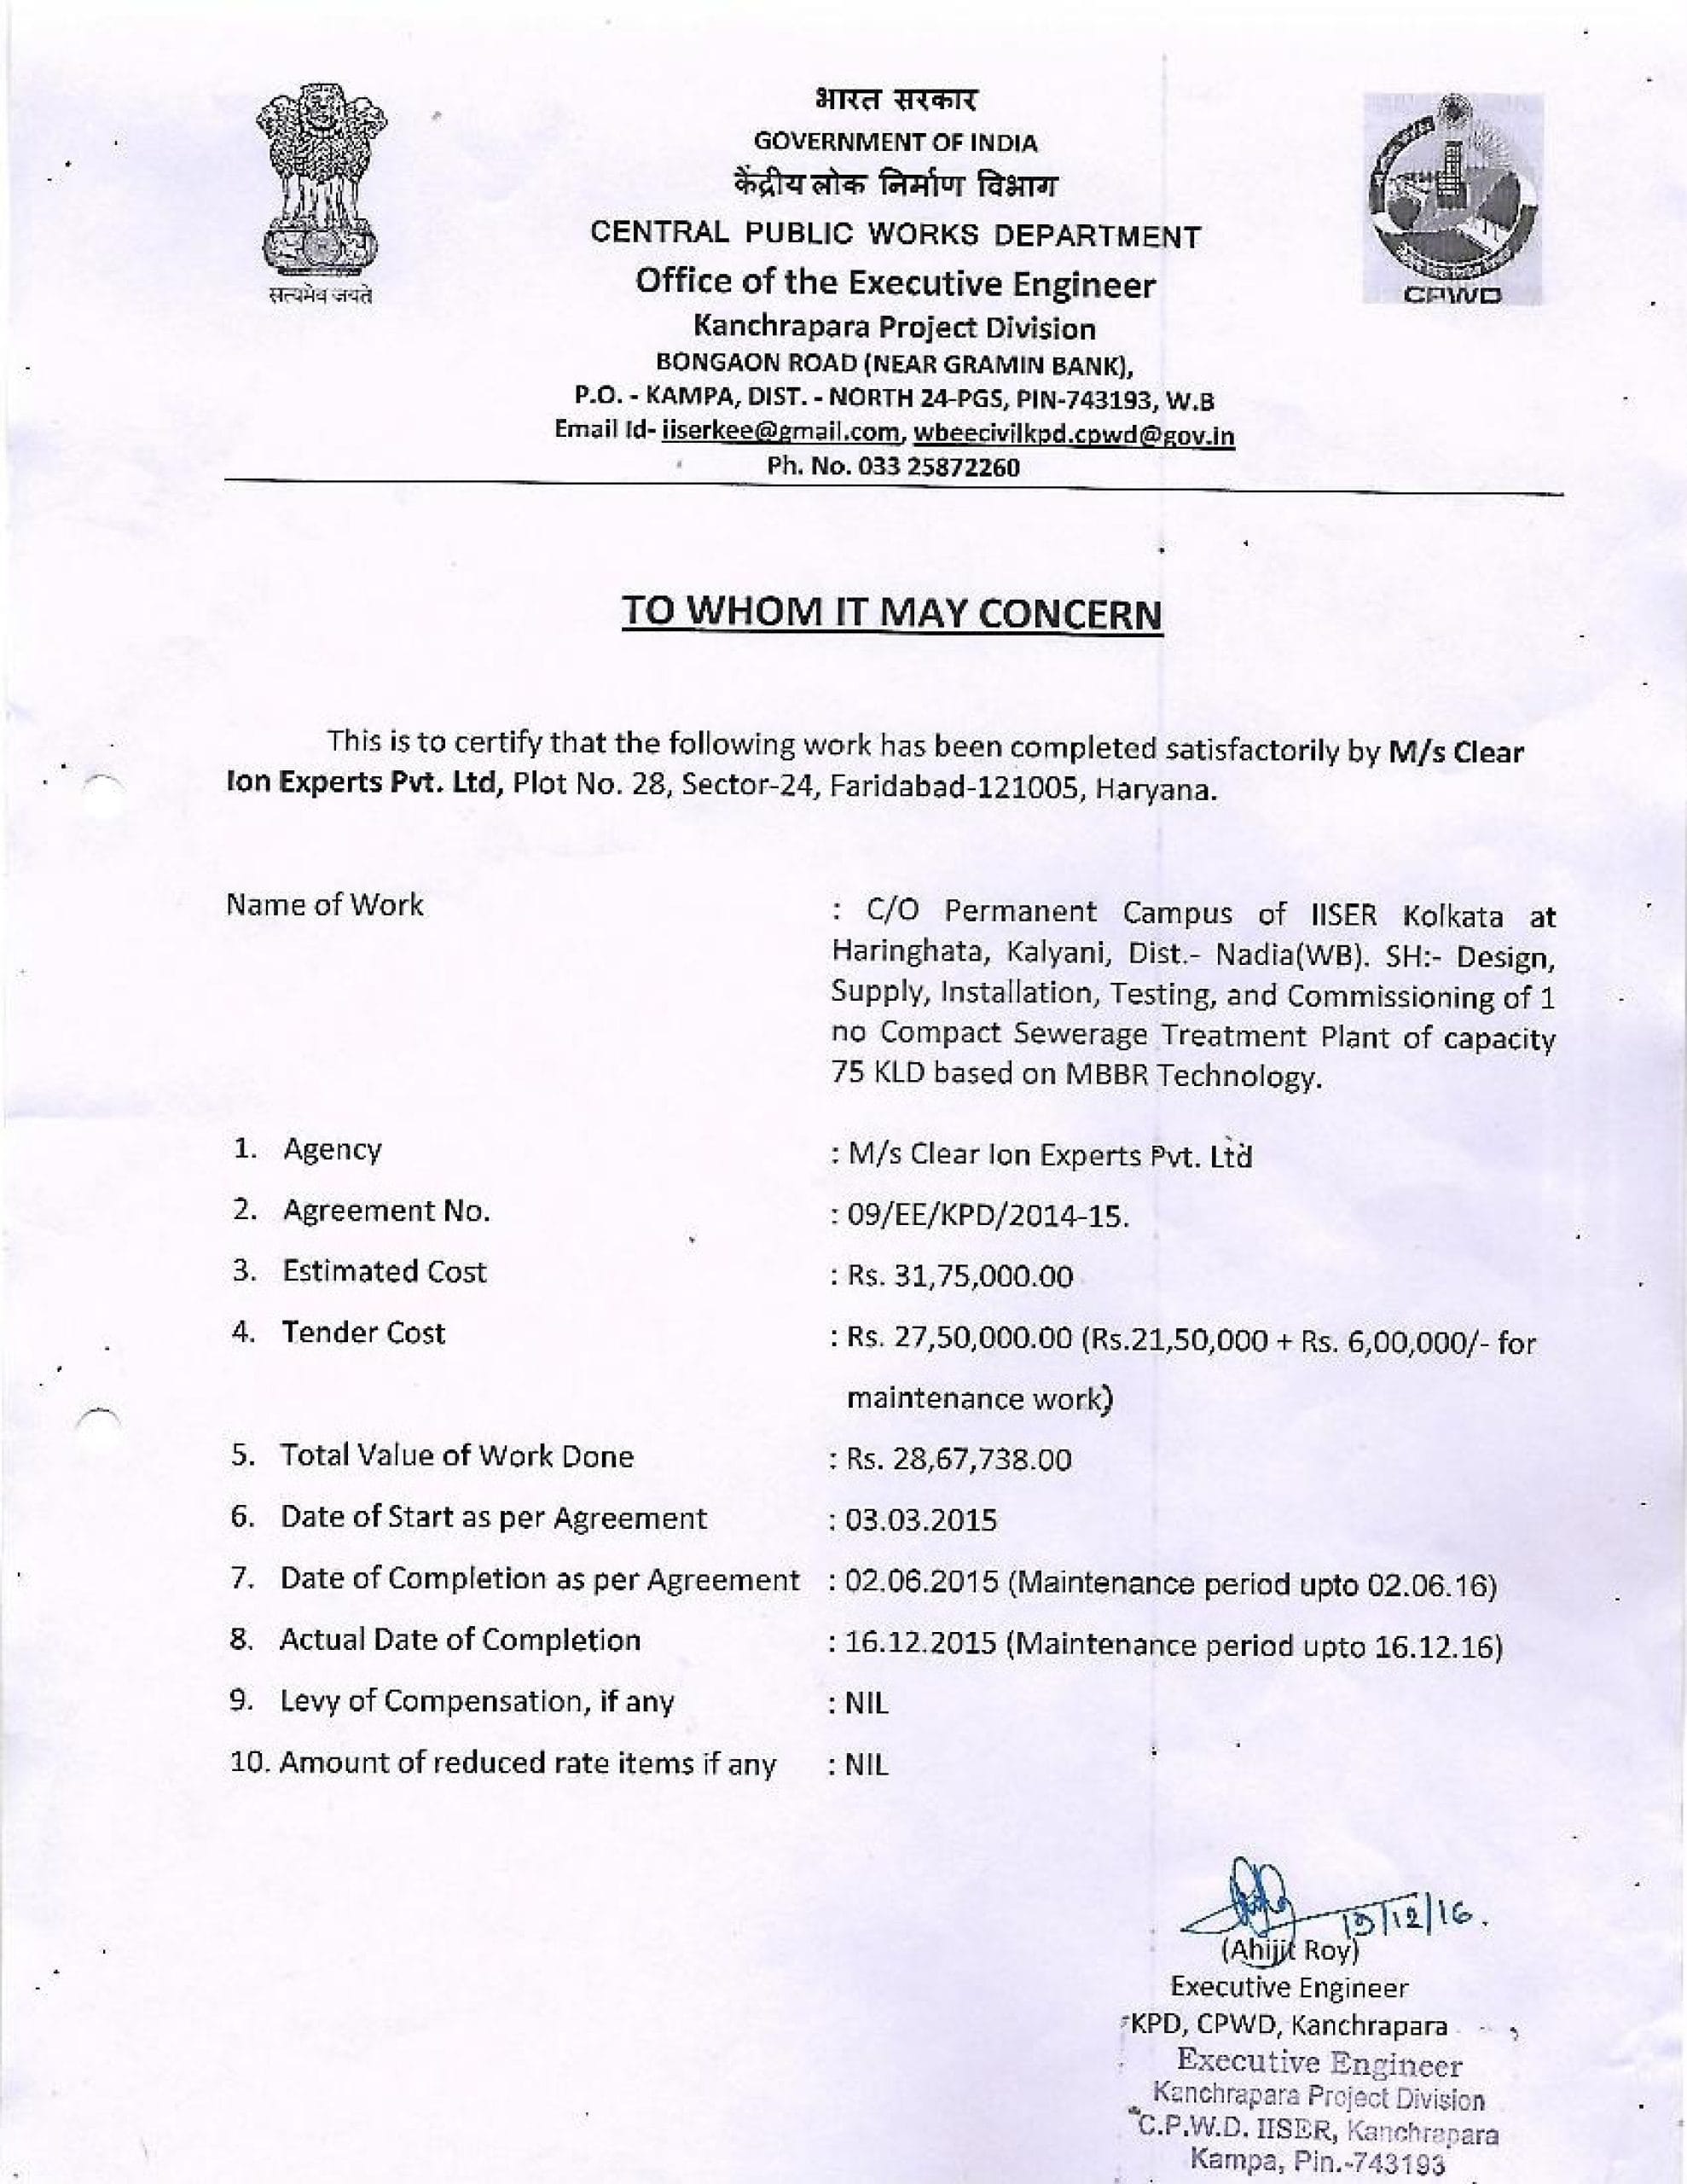 भारत सरकार
GOVERNMENT OF INDIA
केंद्रीय लोक निर्माण विभाग
CENTRAL PUBLIC WORKS DEPARTMENT
Office of the Executive Engineer
Kanchrapara Project Division
BONGAON ROAD (NEAR GRAMIN BANK),
P.O. - KAMPA, DIST. - NORTH 24-PGS, PIN-743193, W.B
Email Id- iiserkee@gmail.com, wbeecivilkpd.cpwd@gov.in
Ph. No. 033 25872260
सत्यमेव जयते
CPWD
TO WHOM IT MAY CONCERN
This is to certify that the following work has been completed satisfactorily by M/s Clear
Ion Experts Pvt. Ltd, Plot No. 28, Sector-24, Faridabad-121005, Haryana.
Name of Work : C/O Permanent Campus of IISER Kolkata at
Haringhata, Kalyani, Dist.- Nadia(WB). SH:- Design,
Supply, Installation, Testing, and Commissioning of 1
no Compact Sewerage Treatment Plant of capacity
75 KLD based on MBBR Technology.
1. Agency : M/s Clear Ion Experts Pvt. Ltd
2. Agreement No. : 09/EE/KPD/2014-15.
3. Estimated Cost : Rs. 31,75,000.00
4. Tender Cost : Rs. 27,50,000.00 (Rs.21,50,000 + Rs. 6,00,000/- for
maintenance work)
5. Total Value of Work Done : Rs. 28,67,738.00
6. Date of Start as per Agreement : 03.03.2015
7. Date of Completion as per Agreement : 02.06.2015 (Maintenance period upto 02.06.16)
8. Actual Date of Completion : 16.12.2015 (Maintenance period upto 16.12.16)
9. Levy of Compensation, if any : NIL
10. Amount of reduced rate items if any : NIL
(Ahijit Roy)
Executive Engineer
KPD, CPWD, Kanchrapara
Executive Engineer
Kanchrapara Project Division
C.P.W.D. IISER, Kanchrapara
Kampa, Pin.-743193